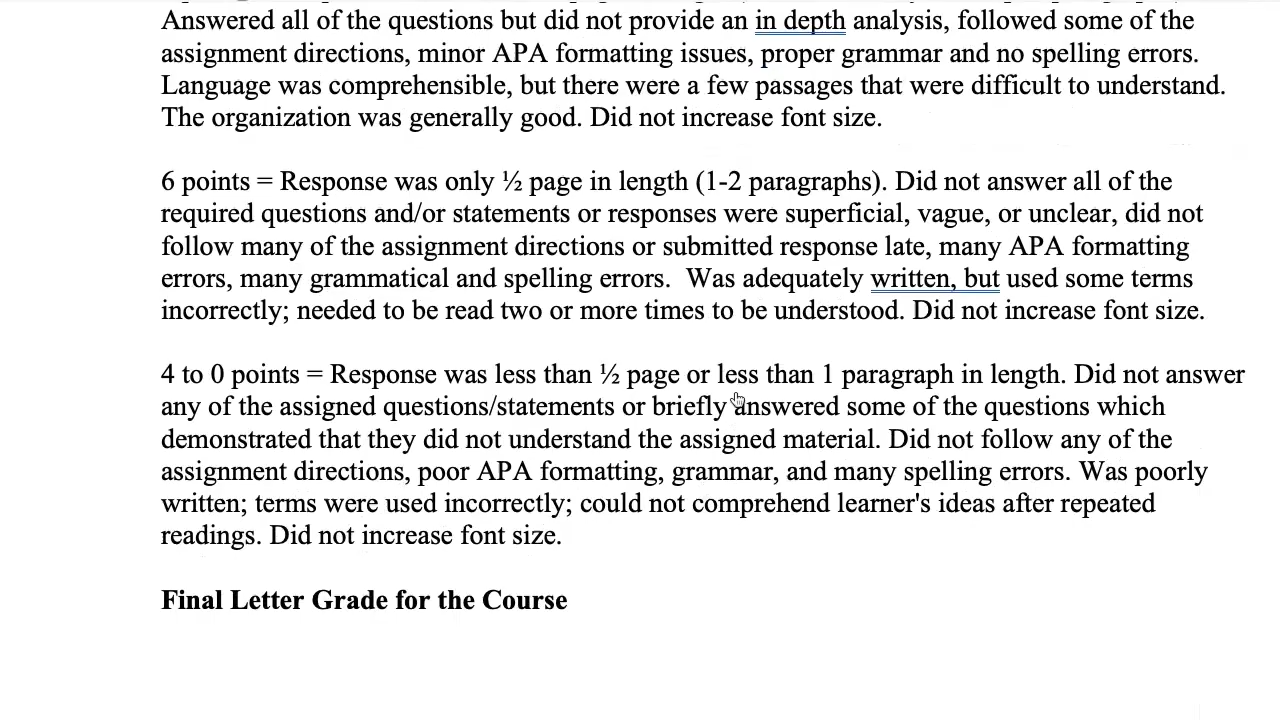 Answered all of the questions but did not provide an in depth analysis, followed some of the
assignment directions, minor APA formatting issues, proper grammar and no spelling errors.
Language was comprehensible, but there were a few passages that were difficult to understand.
The organization was generally good. Did not increase font size.
6 points = Response was only ½ page in length (1-2 paragraphs). Did not answer all of the
required questions and/or statements or responses were superficial, vague, or unclear, did not
follow many of the assignment directions or submitted response late, many APA formatting
errors, many grammatical and spelling errors.  Was adequately written, but used some terms
incorrectly; needed to be read two or more times to be understood. Did not increase font size.
4 to 0 points = Response was less than ½ page or less than 1 paragraph in length. Did not answer
any of the assigned questions/statements or briefly answered some of the questions which
demonstrated that they did not understand the assigned material. Did not follow any of the
assignment directions, poor APA formatting, grammar, and many spelling errors. Was poorly
written; terms were used incorrectly; could not comprehend learner's ideas after repeated
readings. Did not increase font size.
Final Letter Grade for the Course